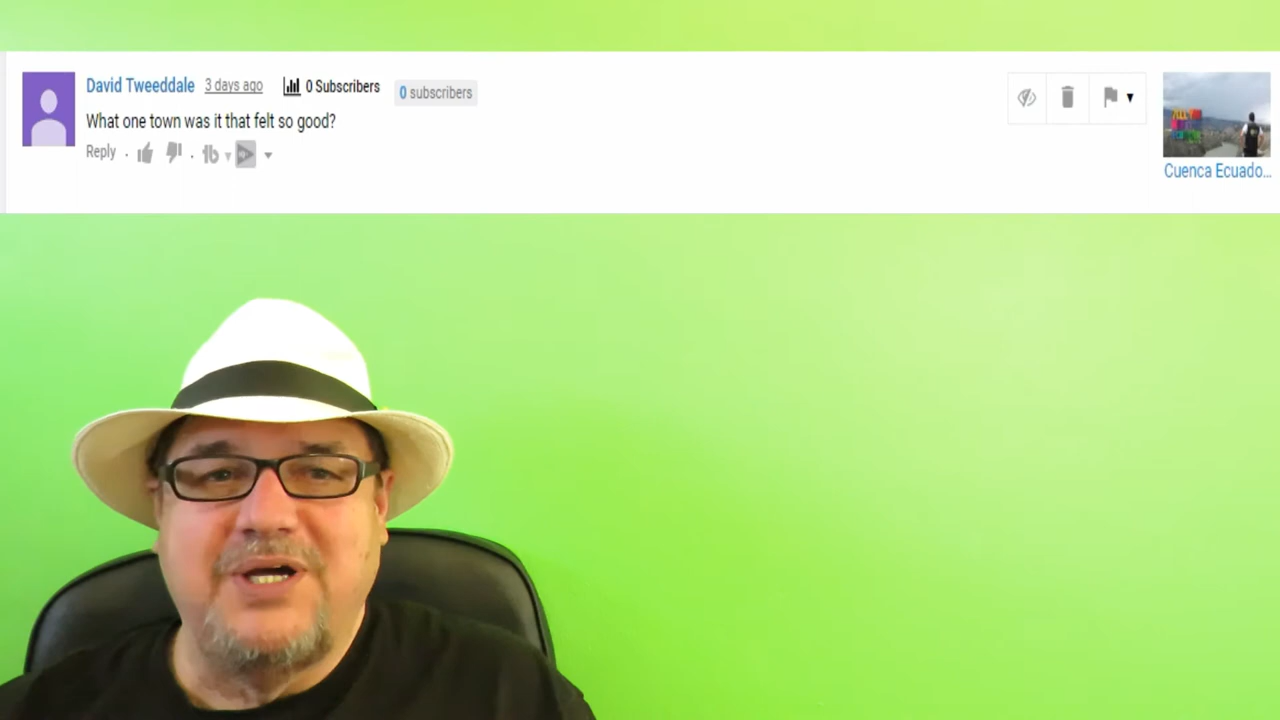 David Tweeddale 3 days ago 0 Subscribers 0 subscribers
What one town was it that felt so good?
Reply
Cuenca Ecuado...